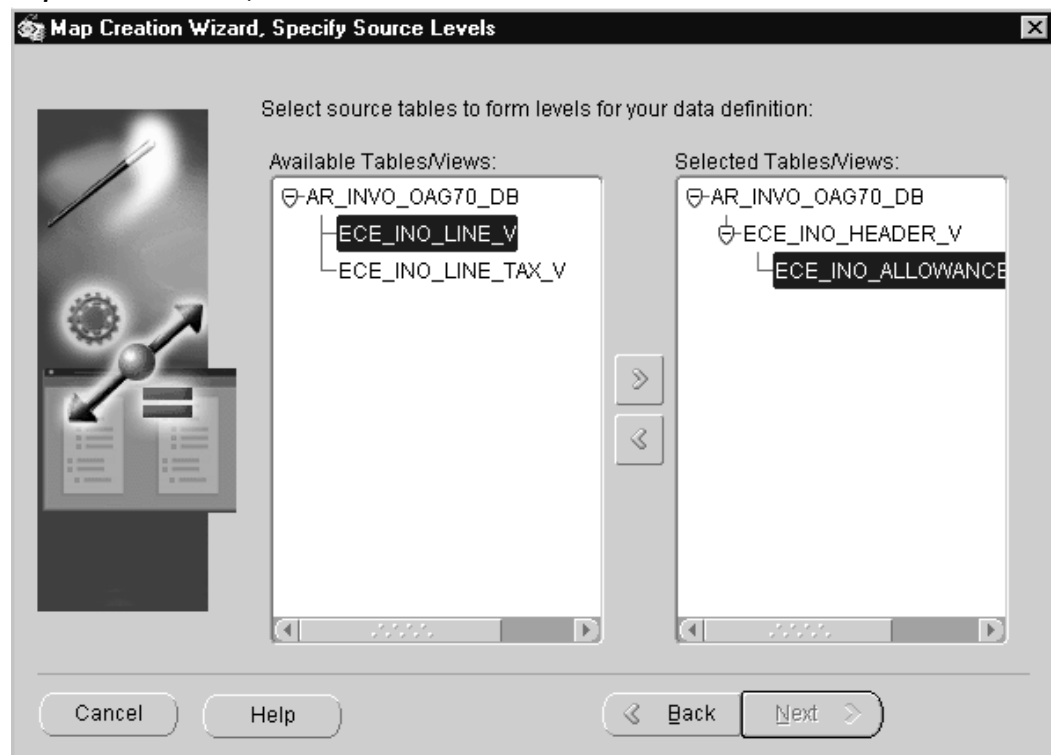 Map Creation Wizard, Specify Source Levels
Select source tables to form levels for your data definition:
Available Tables/Views:
AR_INVO_OAG70_DB
ECE_INO_LINE_V
ECE_INO_LINE_TAX_V
Selected Tables/Views:
AR_INVO_OAG70_DB
ECE_INO_HEADER_V
ECE_INO_ALLOWANCE
Cancel
Help
Back
Next